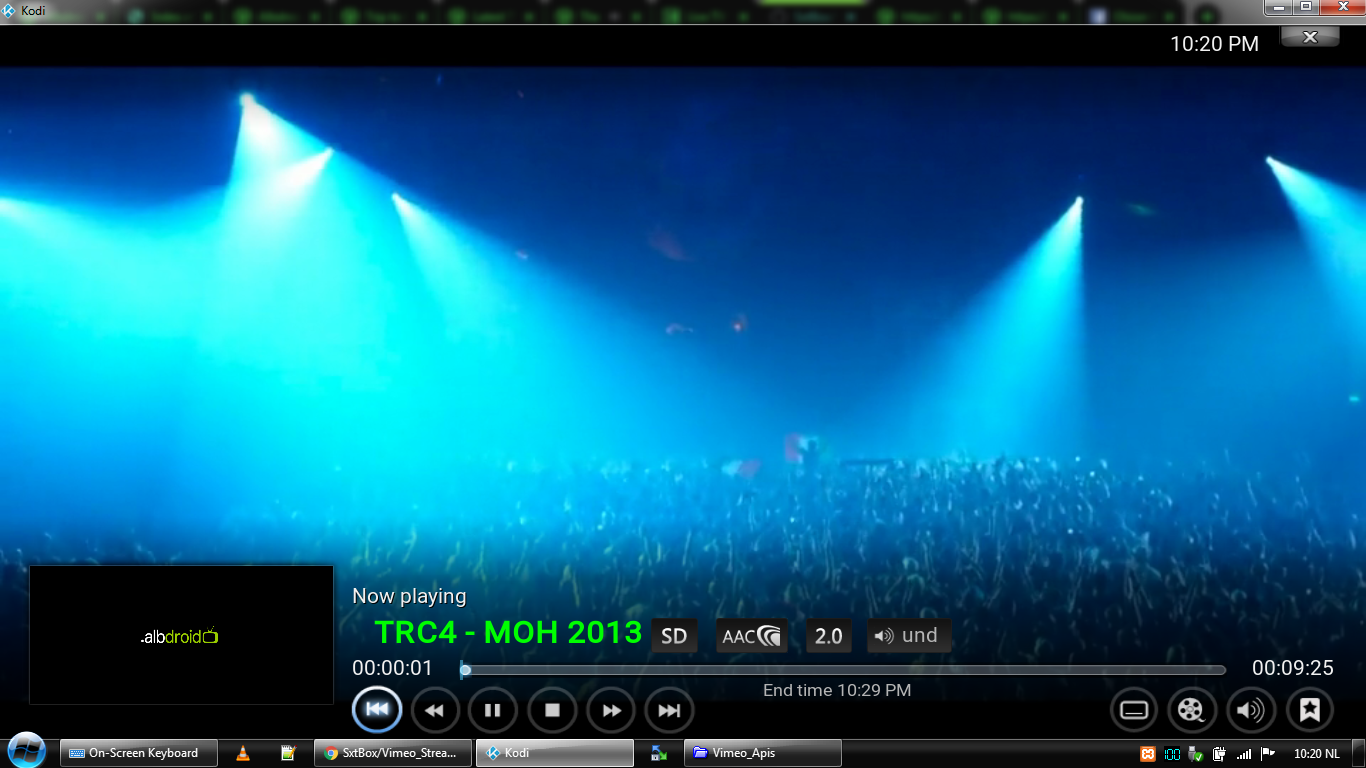 Kodi
10:20 PM
.albdroid
Now playing
TRC4 - MOH 2013
SD
AAC
2.0
und
00:00:01
00:09:25
End time 10:29 PM
On-Screen Keyboard
SxtBox/Vimeo_Strea...
Kodi
Vimeo_Apis
100
10:20 NL